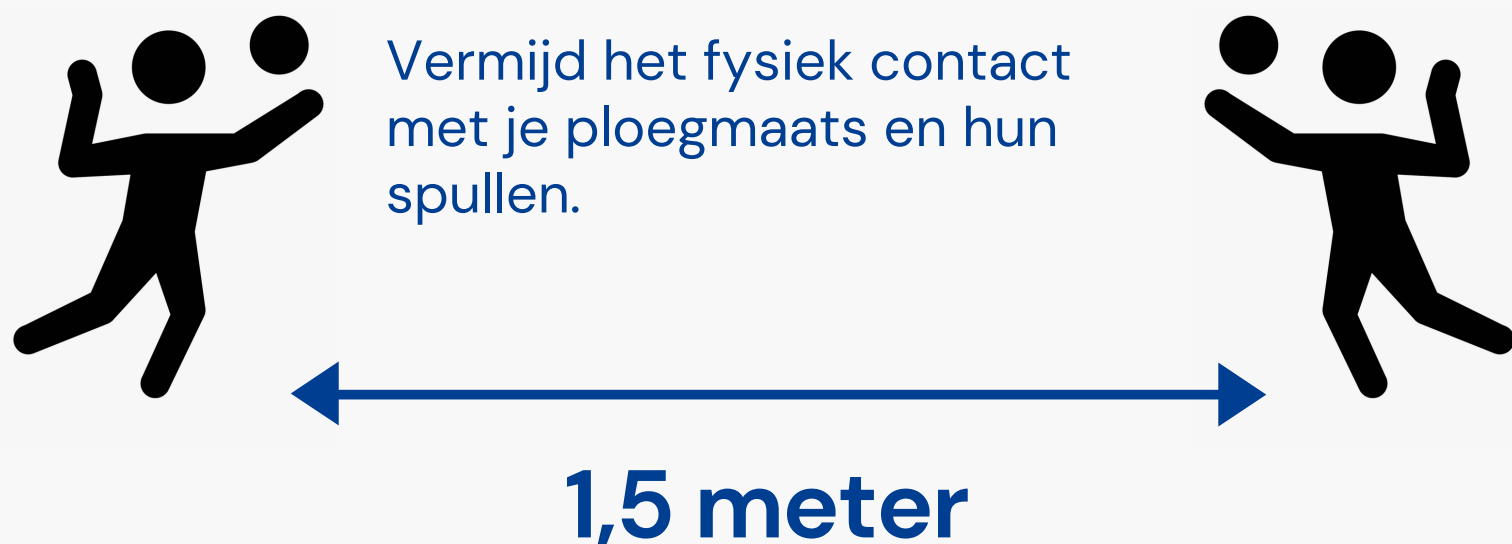 Vermijd het fysiek contact
met je ploegmaats en hun
spullen.
1,5 meter